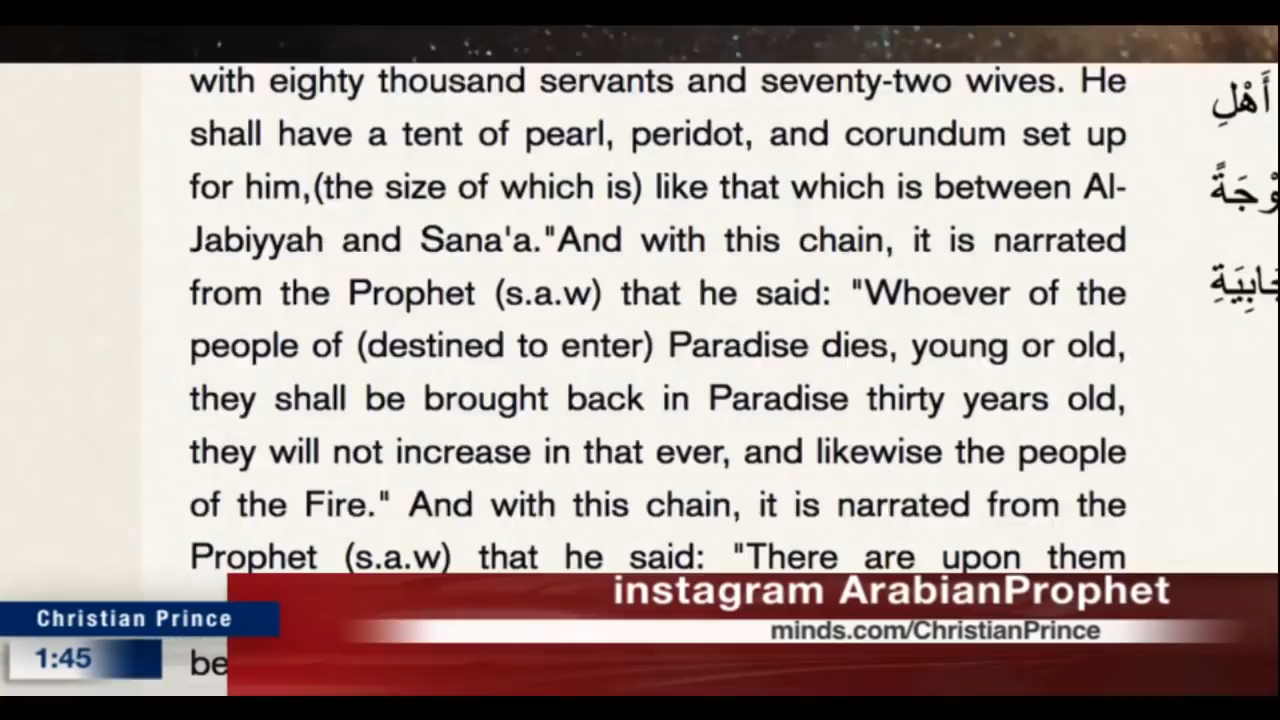 with eighty thousand servants and seventy-two wives. He
shall have a tent of pearl, peridot, and corundum set up
for him,(the size of which is) like that which is between Al-
Jabiyyah and Sana'a."And with this chain, it is narrated
from the Prophet (s.a.w) that he said: "Whoever of the
people of (destined to enter) Paradise dies, young or old,
they shall be brought back in Paradise thirty years old,
they will not increase in that ever, and likewise the people
of the Fire." And with this chain, it is narrated from the
Prophet (s.a.w) that he said: "There are upon them
be
أَهْلِ
instagram ArabianProphet
minds.com/ChristianPrince
Christian Prince
1:45